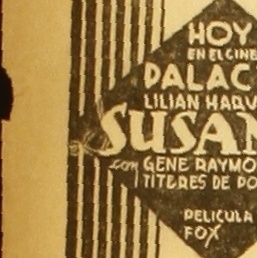 HOY
EN EL CINE
PALAC
LILIAN HARV
SUSAN
con GENE RAYMO
TITERES DE PO
PELICULA
FOX